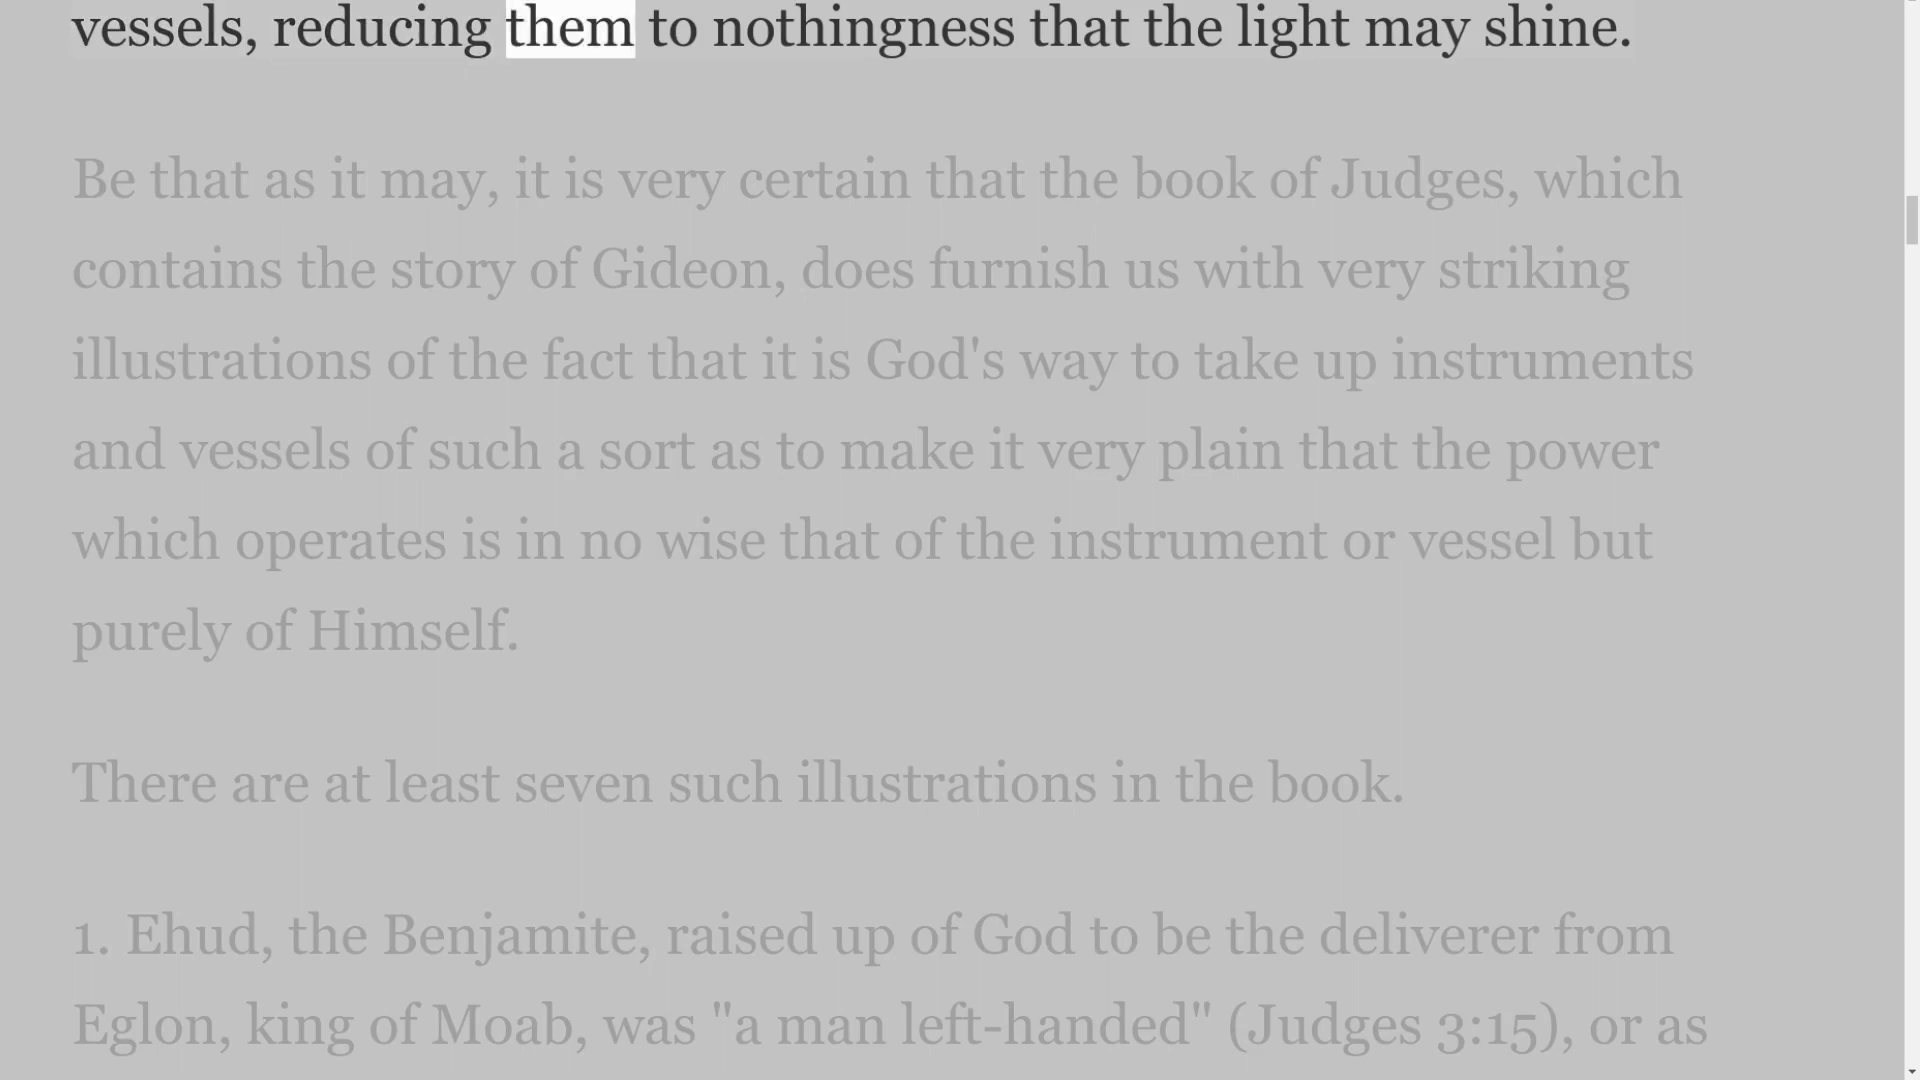 vessels, reducing them to nothingness that the light may shine.
Be that as it may, it is very certain that the book of Judges, which
contains the story of Gideon, does furnish us with very striking
illustrations of the fact that it is God's way to take up instruments
and vessels of such a sort as to make it very plain that the power
which operates is in no wise that of the instrument or vessel but
purely of Himself.
There are at least seven such illustrations in the book.
1. Ehud, the Benjamite, raised up of God to be the deliverer from
Eglon, king of Moab, was "a man left-handed" (Judges 3:15), or as